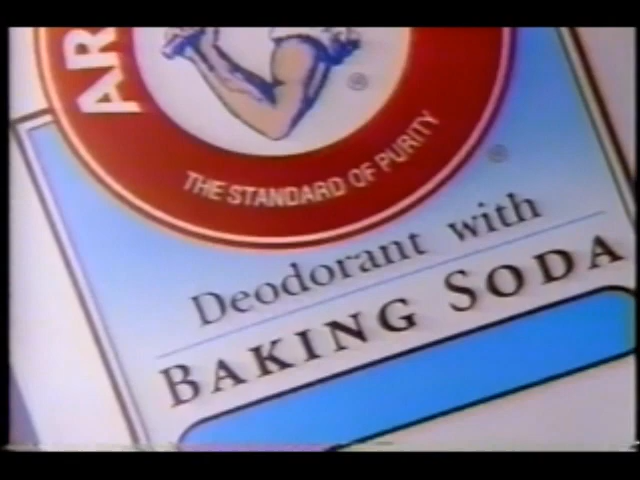 AR
®
THE STANDARD OF PURITY
®
Deodorant with
BAKING SODA